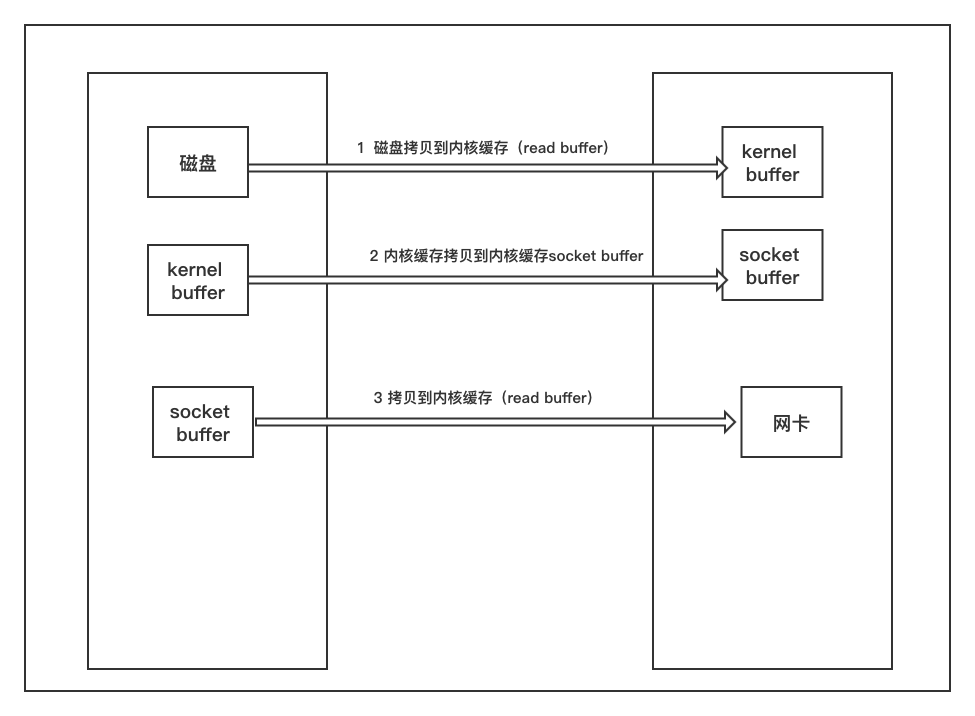 磁盘
1 磁盘拷贝到内核缓存（read buffer）
kernel
buffer
kernel
buffer
2 内核缓存拷贝到内核缓存socket buffer
socket
buffer
socket
buffer
3 拷贝到内核缓存（read buffer）
网卡